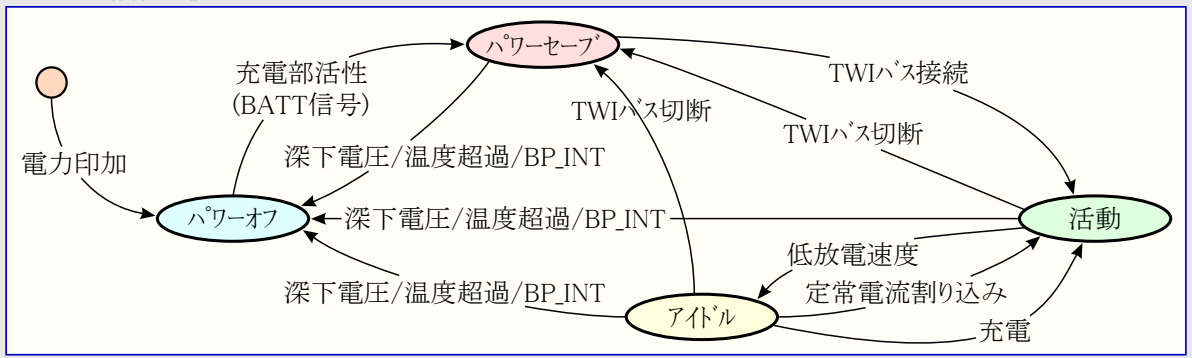 パワーセーブ
充電部活性
(BATT信号)
TWIバス接続
TWIバス切断
TWIバス切断
電力印加
深下電圧/温度超過/BP_INT
パワーオフ
深下電圧/温度超過/BP_INT
活動
低放電速度
深下電圧/温度超過/BP_INT
定常電流割り込み
アイドル
充電